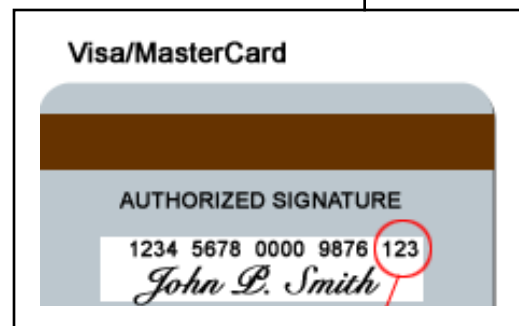 Visa/MasterCard
AUTHORIZED SIGNATURE
1234 5678 0000 9876 123
John P. Smith